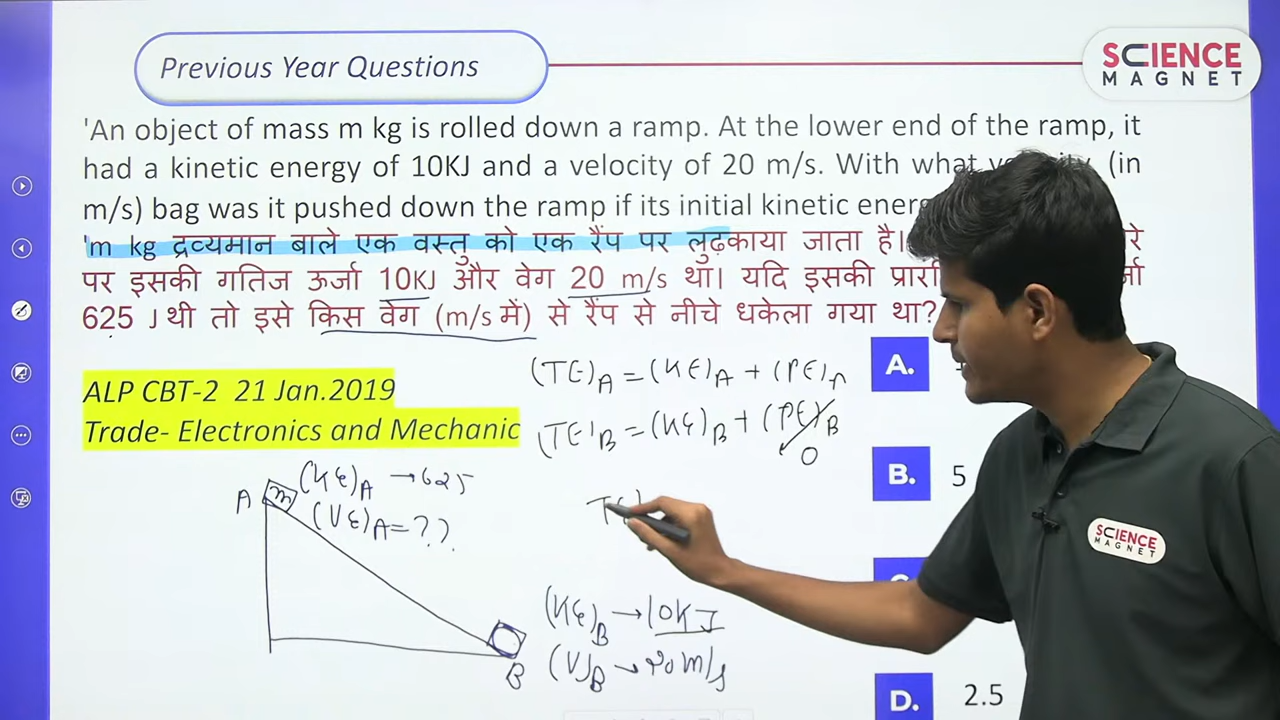 Previous Year Questions
SCIENCE
MAGNET
'An object of mass m kg is rolled down a ramp. At the lower end of the ramp, it
had a kinetic energy of 10KJ and a velocity of 20 m/s. With what velocity (in
m/s) bag was it pushed down the ramp if its initial kinetic
'm kg द्रव्यमान बाले एक वस्तु को एक रैंप पर लुढ़काया जाता है।
पर इसकी गतिज ऊर्जा 10KJ और वेग 20 m/s था। यदि इसकी
625 J थी तो इसे किस वेग (m/s में) से रैंप से नीचे धकेला गया था?
ALP CBT-2 21 Jan.2019
Trade- Electronics and Mechanic
(TE)A = (KE)A + (PE)A
(TE)B = (KE)B + (PE)B
0
A.
B. 5
D. 2.5
A m (KE)A → 625
(VE)A = ??
TE)
(KE)B → 10KJ
(V)B → 20 m/s
B
SCIENCE
MAGNET